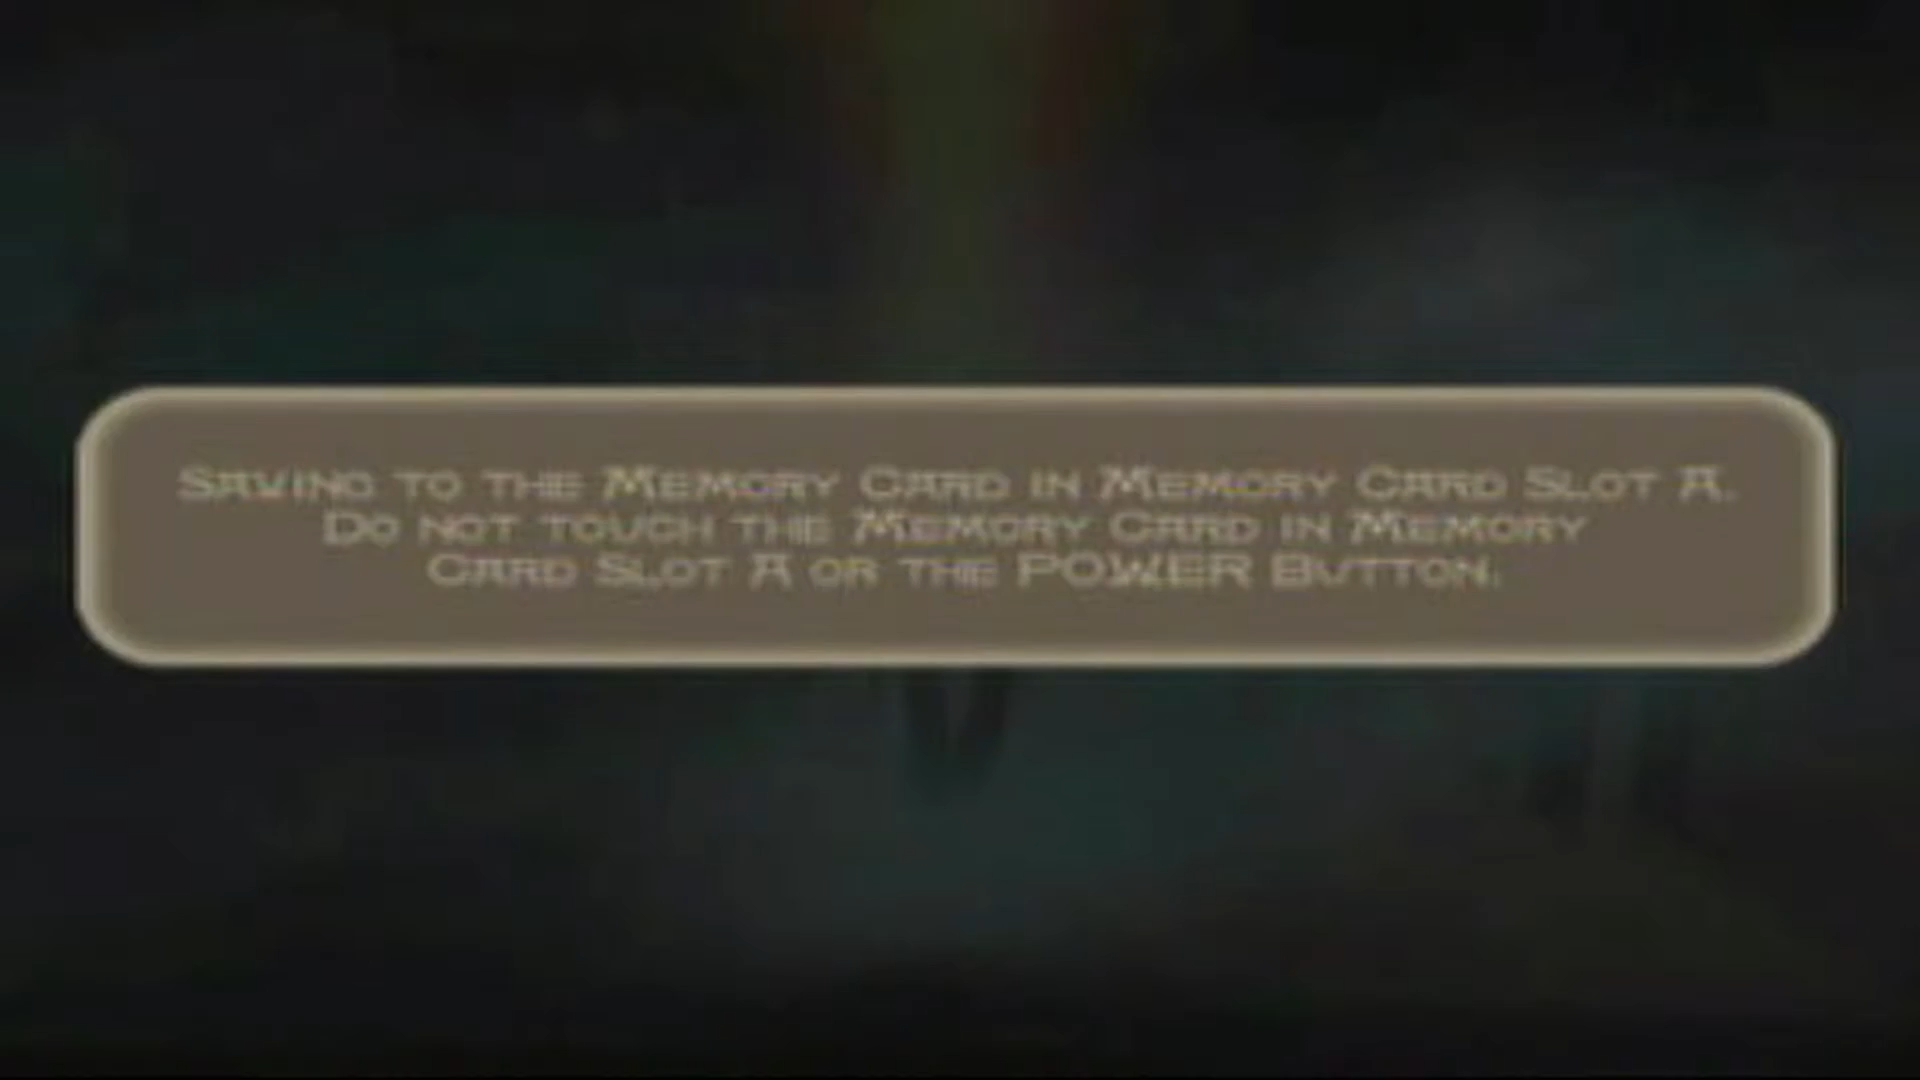 Saving to the Memory Card in Memory Card Slot A.
Do not touch the Memory Card in Memory
Card Slot A or the POWER Button.